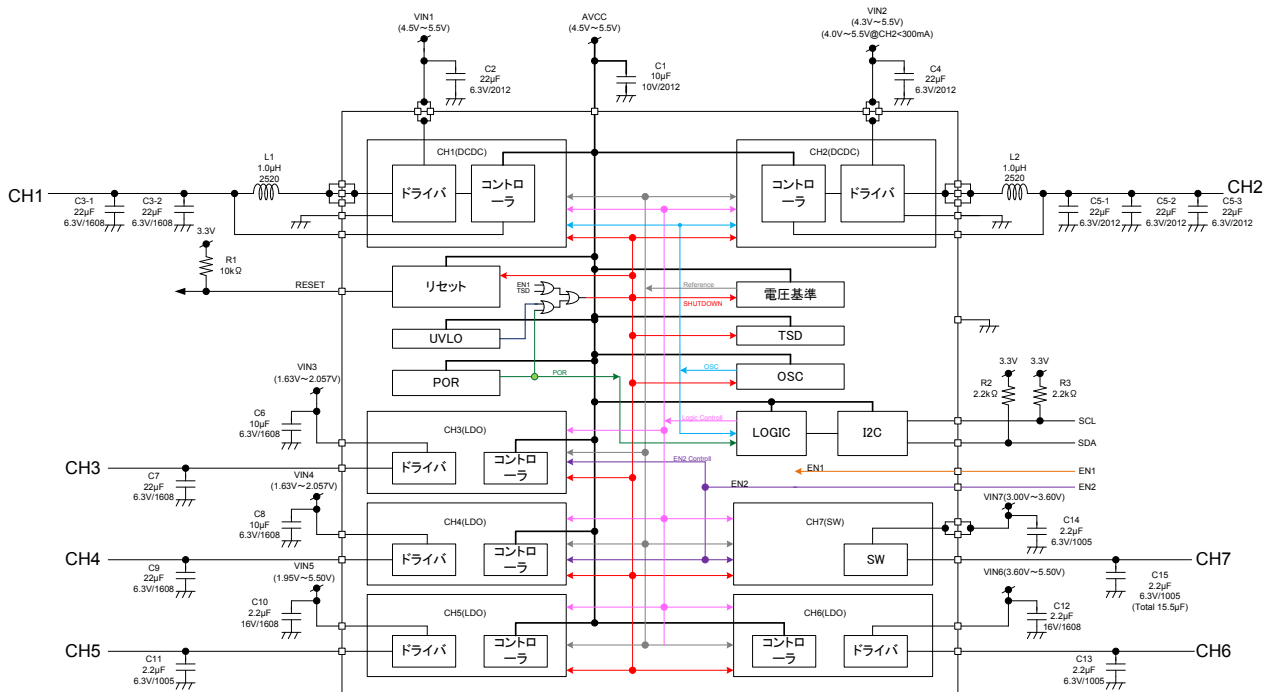 VIN1
(4.5V～5.5V)
AVCC
(4.5V～5.5V)
VIN2
(4.3V～5.5V)
(4.0V～5.5V@CH2<300mA)
C2
22μF
6.3V/2012
C1
10μF
10V/2012
C4
22μF
6.3V/2012
CH1(DCDC)
ドライバ
コントロ
ーラ
CH2(DCDC)
コントロ
ーラ
ドライバ
L1
1.0μH
2520
L2
1.0μH
2520
CH1
CH2
C3-1
22μF
6.3V/1608
C3-2
22μF
6.3V/1608
C5-1
22μF
6.3V/2012
C5-2
22μF
6.3V/2012
C5-3
22μF
6.3V/2012
3.3V
R1
10kΩ
RESET
リセット
EN1
TSD
Reference
SHUTDOWN
電圧基準
UVLO
TSD
POR
POR
OSC
OSC
3.3V
3.3V
R2
2.2kΩ
R3
2.2kΩ
VIN3
(1.63V～2.057V)
C6
10μF
6.3V/1608
CH3(LDO)
ドライバ
コントロ
ーラ
Logic Controll
LOGIC
I2C
SCL
SDA
EN2 Controll
EN1
EN1
EN2
EN2
CH3
C7
22μF
6.3V/1608
VIN4
(1.63V～2.057V)
C8
10μF
6.3V/1608
CH4(LDO)
ドライバ
コントロ
ーラ
CH7(SW)
SW
VIN7(3.00V～3.60V)
C14
2.2μF
6.3V/1005
CH4
C9
22μF
6.3V/1608
CH7
C15
2.2μF
6.3V/1005
(Total 15.5μF)
VIN5
(1.95V～5.50V)
C10
2.2μF
16V/1608
CH5(LDO)
ドライバ
コントロ
ーラ
CH6(LDO)
コントロ
ーラ
ドライバ
VIN6(3.60V～5.50V)
C12
2.2μF
16V/1608
CH5
C11
2.2μF
6.3V/1005
C13
2.2μF
6.3V/1005
CH6